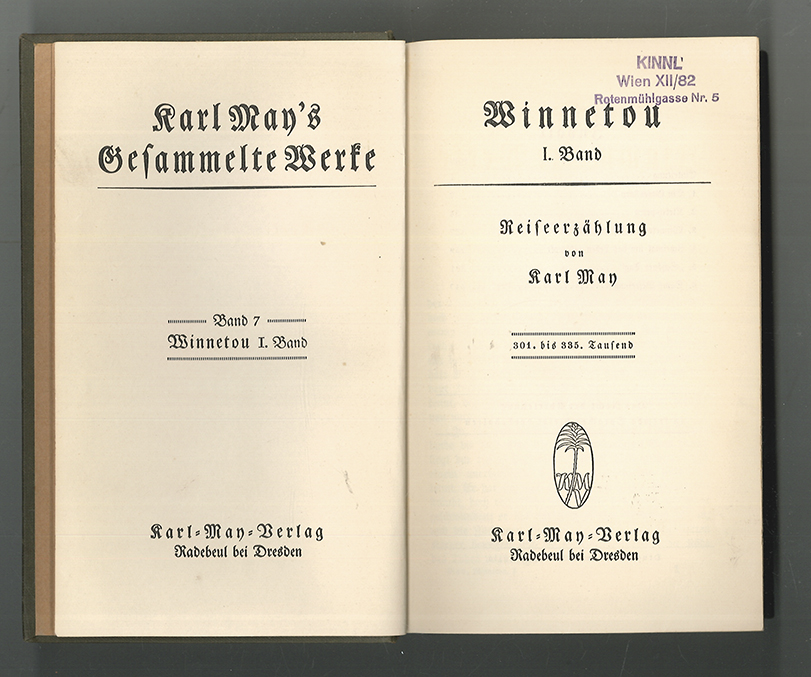 Karl May's
Gesammelte Werke
Band 7
Winnetou I. Band
Karl-May-Verlag
Radebeul bei Dresden
KINNL'
Wien XII/82
Rotenmühlgasse Nr. 5
Winnetou
I. Band
Reiseerzählung
von
Karl May
301. bis 335. Tausend
Karl-May-Verlag
Radebeul bei Dresden